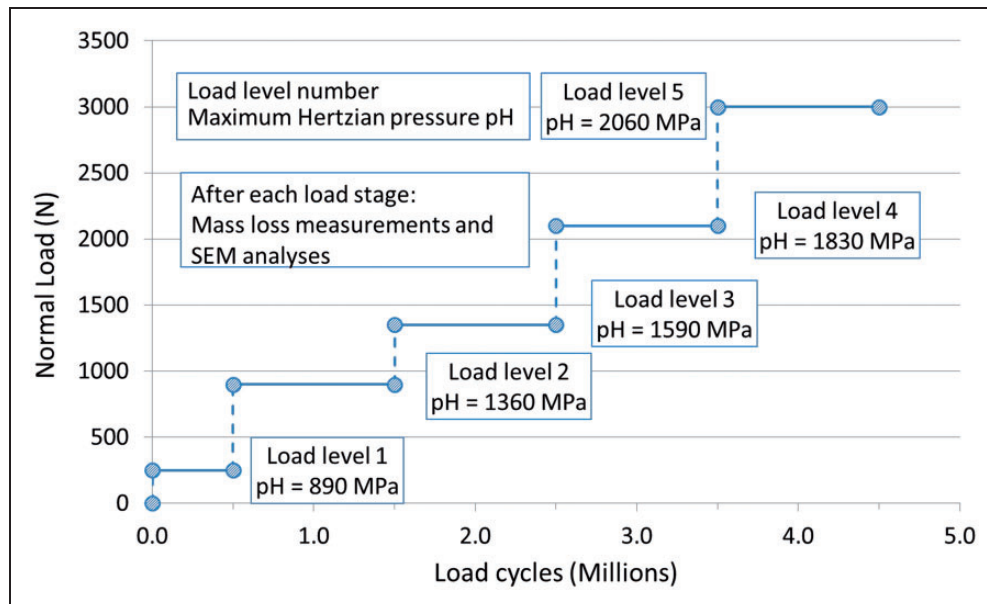 3500
3000
2500
2000
1500
1000
500
0
Normal Load (N)
Load level number
Maximum Hertzian pressure pH
After each load stage:
Mass loss measurements and
SEM analyses
Load level 5
pH = 2060 MPa
Load level 4
pH = 1830 MPa
Load level 3
pH = 1590 MPa
Load level 2
pH = 1360 MPa
Load level 1
pH = 890 MPa
0.0 1.0 2.0 3.0 4.0 5.0
Load cycles (Millions)